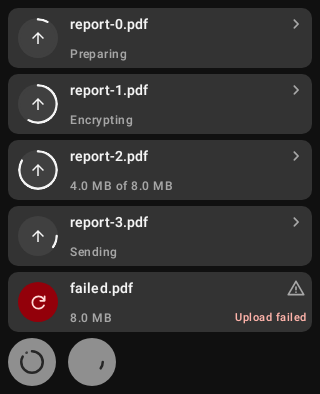 report-0.pdf
Preparing
report-1.pdf
Encrypting
report-2.pdf
4.0 MB of 8.0 MB
report-3.pdf
Sending
failed.pdf
8.0 MB
Upload failed